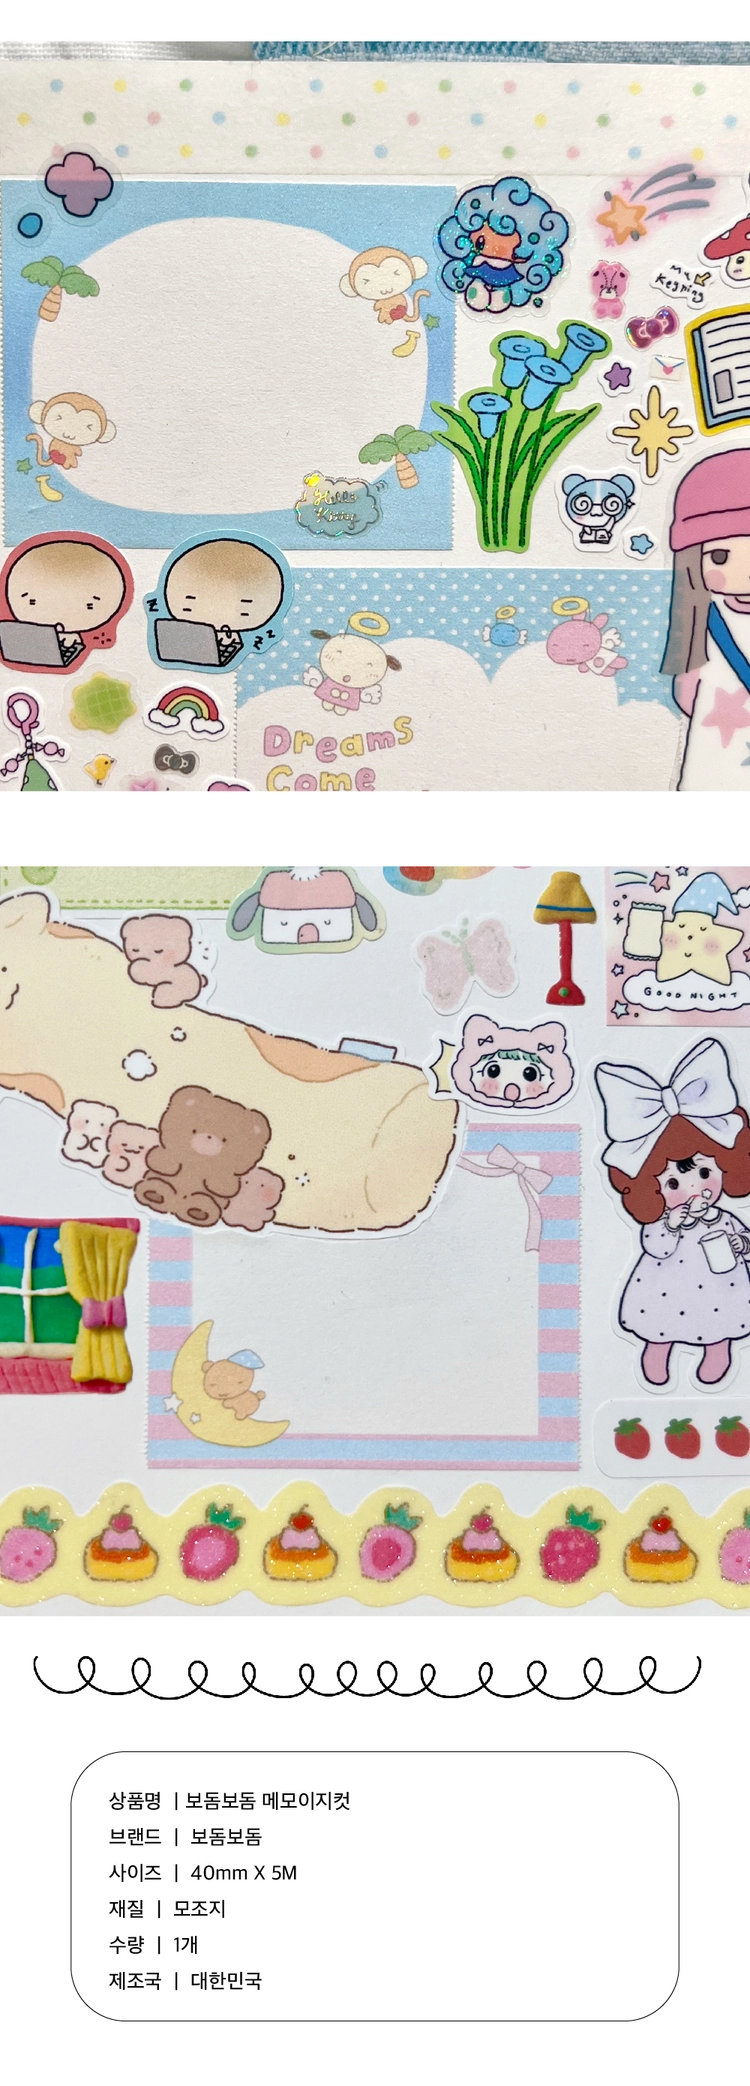 My
Keyring
Hello
Kitty
z
z z z
Dreams
Come
GOOD NIGHT
상품명 | 보돔보돔 메모이지컷
브랜드 | 보돔보돔
사이즈 | 40mm X 5M
재질 | 모조지
수량 | 1개
제조국 | 대한민국